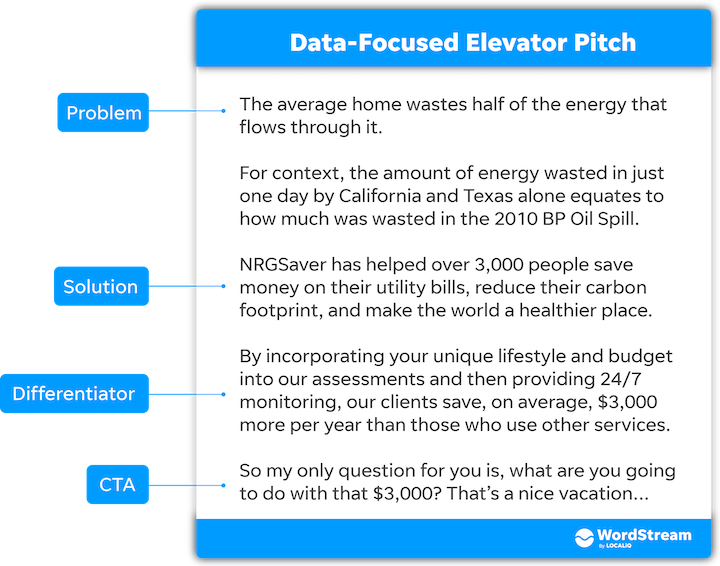 Data-Focused Elevator Pitch
Problem
The average home wastes half of the energy that
flows through it.
For context, the amount of energy wasted in just
one day by California and Texas alone equates to
how much was wasted in the 2010 BP Oil Spill.
Solution
NRGSaver has helped over 3,000 people save
money on their utility bills, reduce their carbon
footprint, and make the world a healthier place.
Differentiator
By incorporating your unique lifestyle and budget
into our assessments and then providing 24/7
monitoring, our clients save, on average, $3,000
more per year than those who use other services.
CTA
So my only question for you is, what are you going
to do with that $3,000? That’s a nice vacation...
WordStream
By LOCALiQ